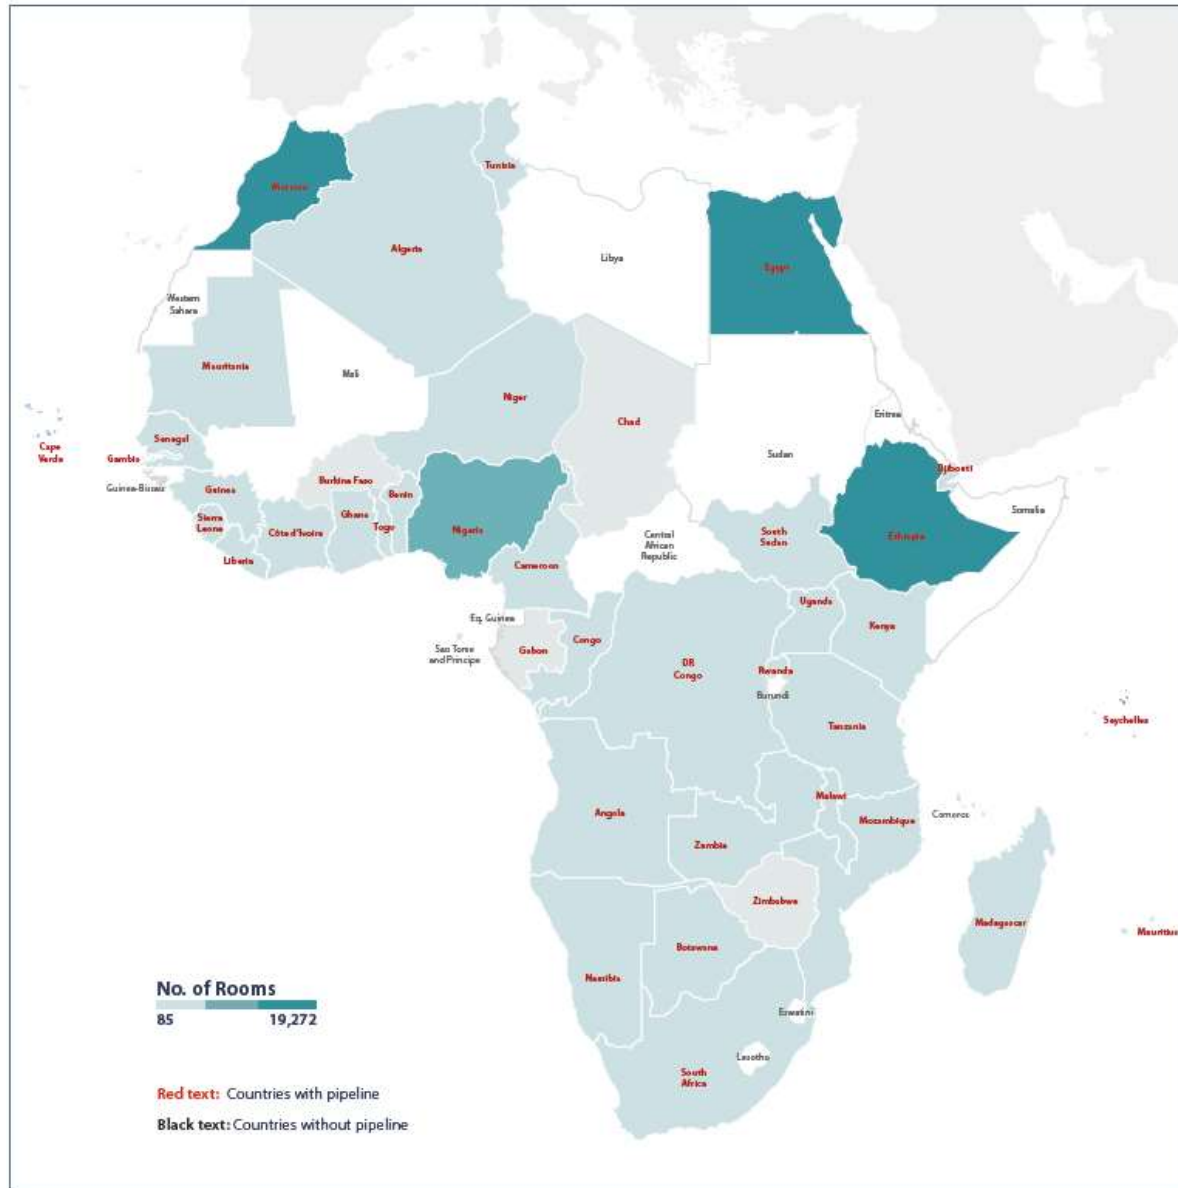 Tunisia
Morocco
Algeria
Libya
Egypt
Western
Sahara
Mauritania
Mali
Niger
Chad
Eritrea
Cape
Verde
Senegal
Gambia
Sudan
Djibouti
Guinea-Bissau
Guinea
Burkina Faso
Benin
Somalia
Sierra
Leone
Côte d'Ivoire
Ghana
Togo
Nigeria
Central
African
Republic
South
Sudan
Ethiopia
Liberia
Cameroon
Eq. Guinea
Uganda
Kenya
Sao Tome
and Principe
Gabon
Congo
DR
Congo
Rwanda
Burundi
Seychelles
Tanzania
Angola
Malawi
Mozambique
Comoros
Zambia
Zimbabwe
Madagascar
Mauritius
Namibia
Botswana
Eswatini
Lesotho
South
Africa
No. of Rooms
85 19,272
Red text: Countries with pipeline
Black text: Countries without pipeline